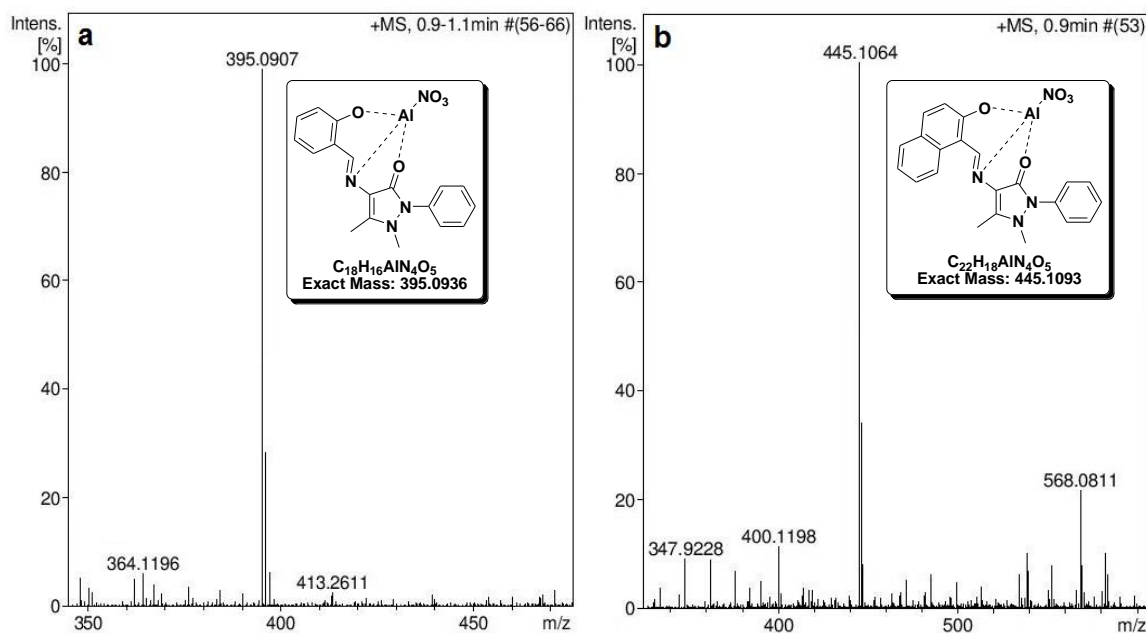 Intens.
[%]
a
+MS, 0.9-1.1min #(56-66)
100
80
60
40
20
0
395.0907
364.1196
413.2611
350
400
450
m/z
O
Al
NO₃
N
O
N
N
C₁₈H₁₆AlN₄O₅
Exact Mass: 395.0936
Intens.
[%]
b
+MS, 0.9min #(53)
100
80
60
40
20
0
445.1064
347.9228
400.1198
568.0811
400
500
m/z
O
Al
NO₃
N
O
N
N
C₂₂H₁₈AlN₄O₅
Exact Mass: 445.1093